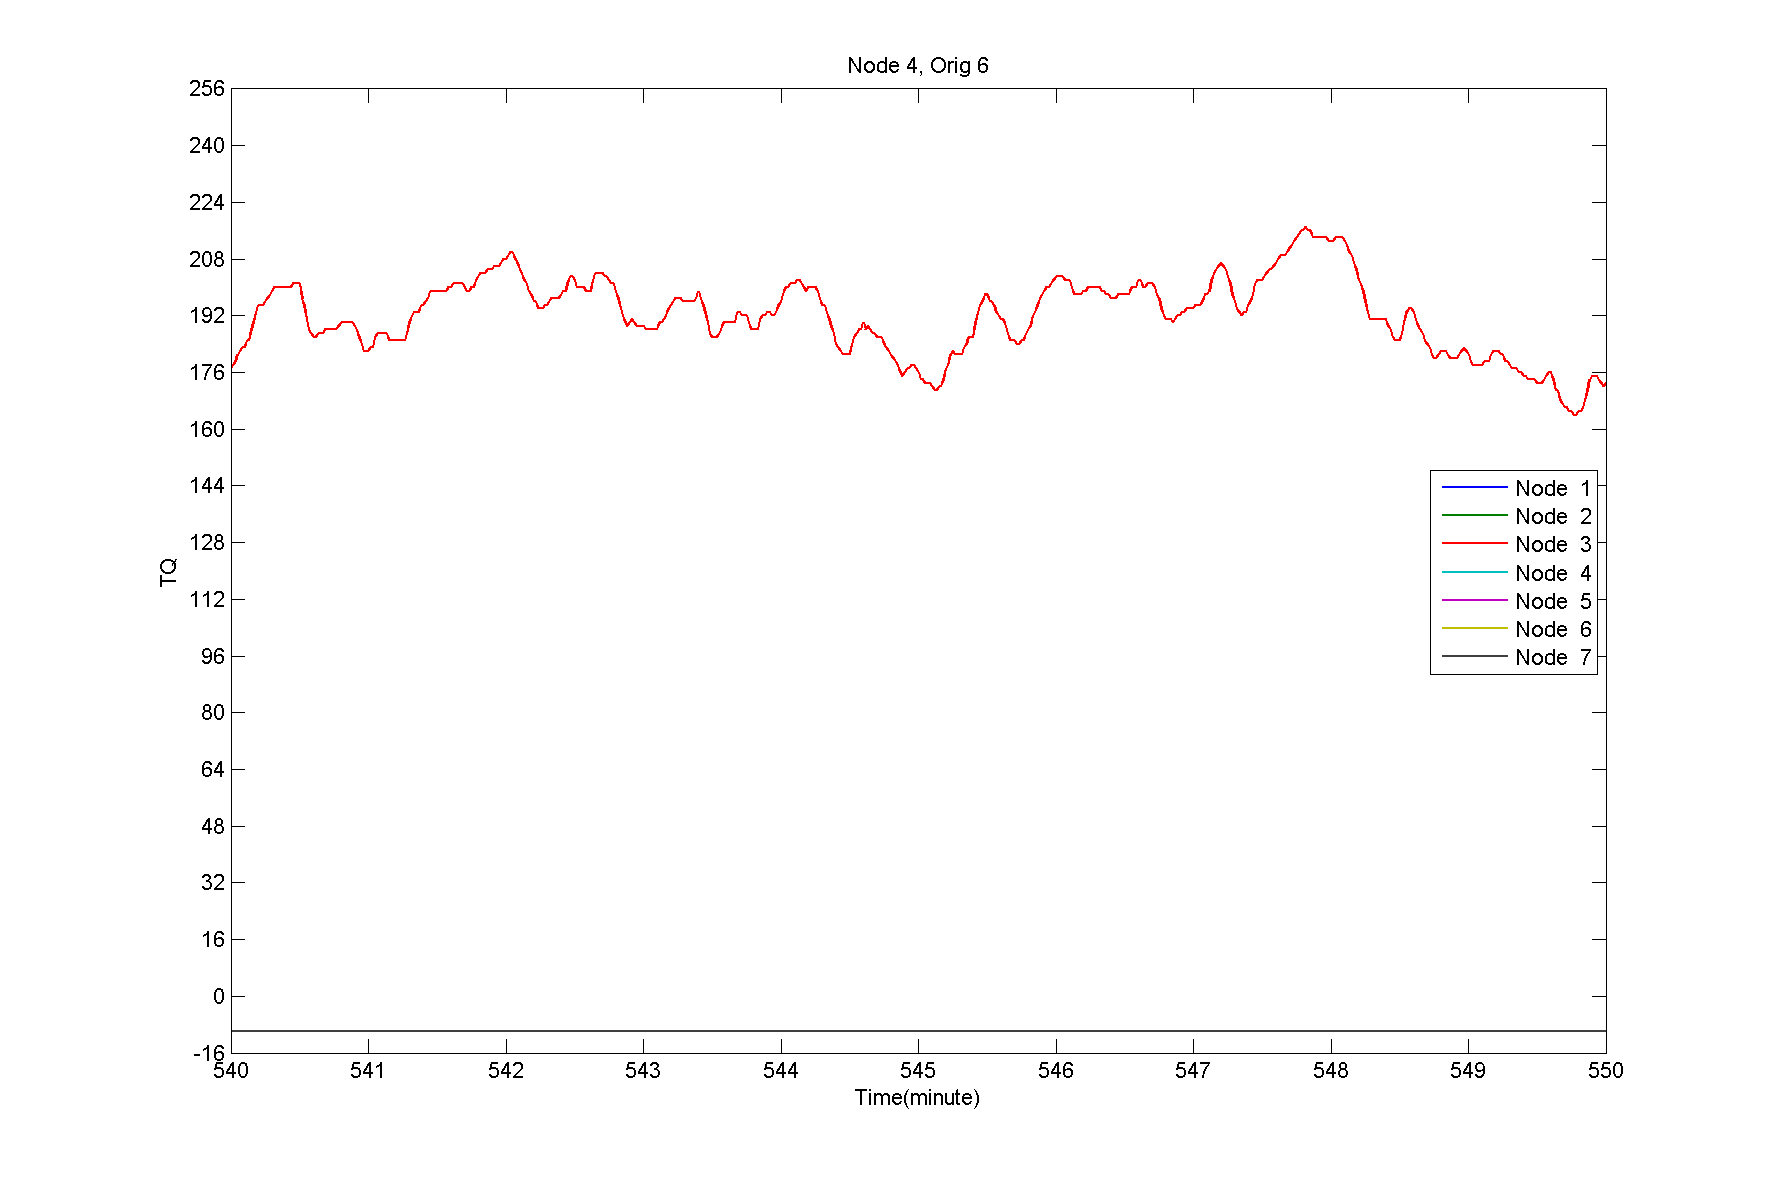 Node 4, Orig 6
256
240
224
208
192
176
160
144
128
112
96
80
64
48
32
16
0
-16
TQ
Node 1
Node 2
Node 3
Node 4
Node 5
Node 6
Node 7
540 541 542 543 544 545 546 547 548 549 550
Time(minute)